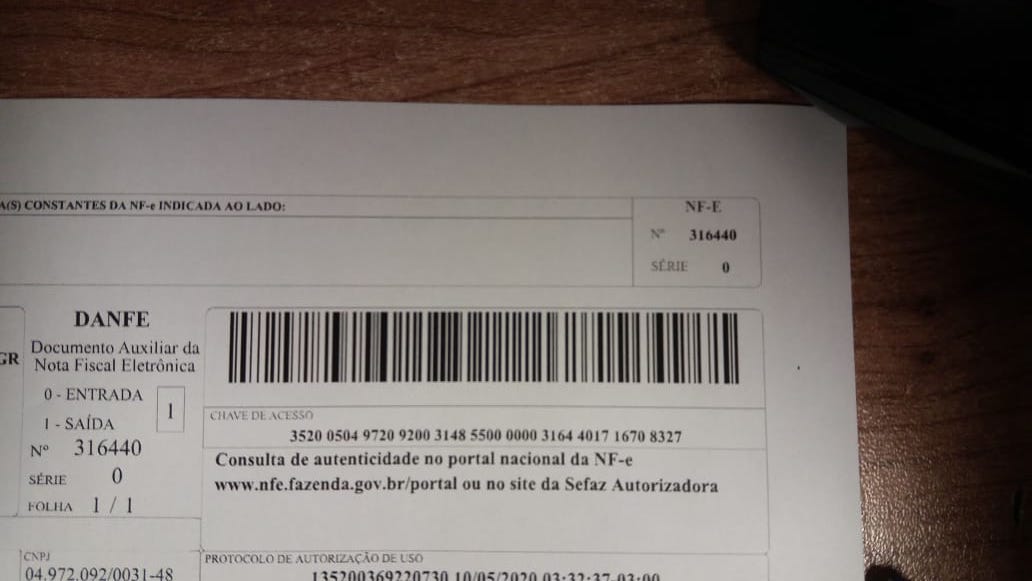 A(S) CONSTANTES DA NF-e INDICADA AO LADO:
NF-E
Nº 316440
SÉRIE 0
GR
DANFE
Documento Auxiliar da
Nota Fiscal Eletrônica
0 - ENTRADA
1 - SAÍDA
1
Nº 316440
SÉRIE 0
FOLHA 1 / 1
CHAVE DE ACESSO
3520 0504 9720 9200 3148 5500 0000 3164 4017 1670 8327
Consulta de autenticidade no portal nacional da NF-e
www.nfe.fazenda.gov.br/portal ou no site da Sefaz Autorizadora
CNPJ
04.972.092/0031-48
PROTOCOLO DE AUTORIZAÇÃO DE USO
135200369220730 10/05/2020 03:32:37-03:00